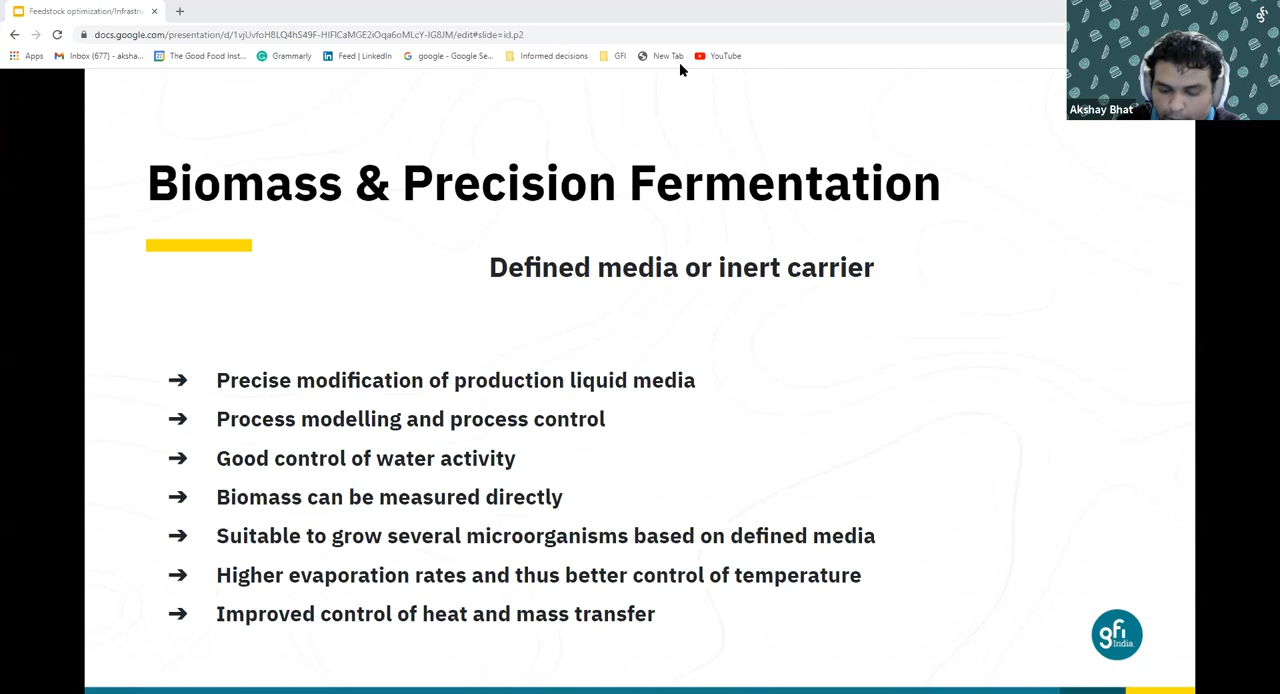 Feedstock optimization/Infrastru
docs.google.com/presentation/d/1vjUvfoH8LQ4hS49F-HIFlCaMGE2iOqa6oMLcY-IG8JM/edit#slide=id.p2
Apps
Inbox (677) - aksha...
The Good Food Inst...
Grammarly
Feed | LinkedIn
google - Google Se...
Informed decisions
GFI
New Tab
YouTube
gfi
Akshay Bhat
Biomass & Precision Fermentation
Defined media or inert carrier
➔ Precise modification of production liquid media
➔ Process modelling and process control
➔ Good control of water activity
➔ Biomass can be measured directly
➔ Suitable to grow several microorganisms based on defined media
➔ Higher evaporation rates and thus better control of temperature
➔ Improved control of heat and mass transfer
gfi
India